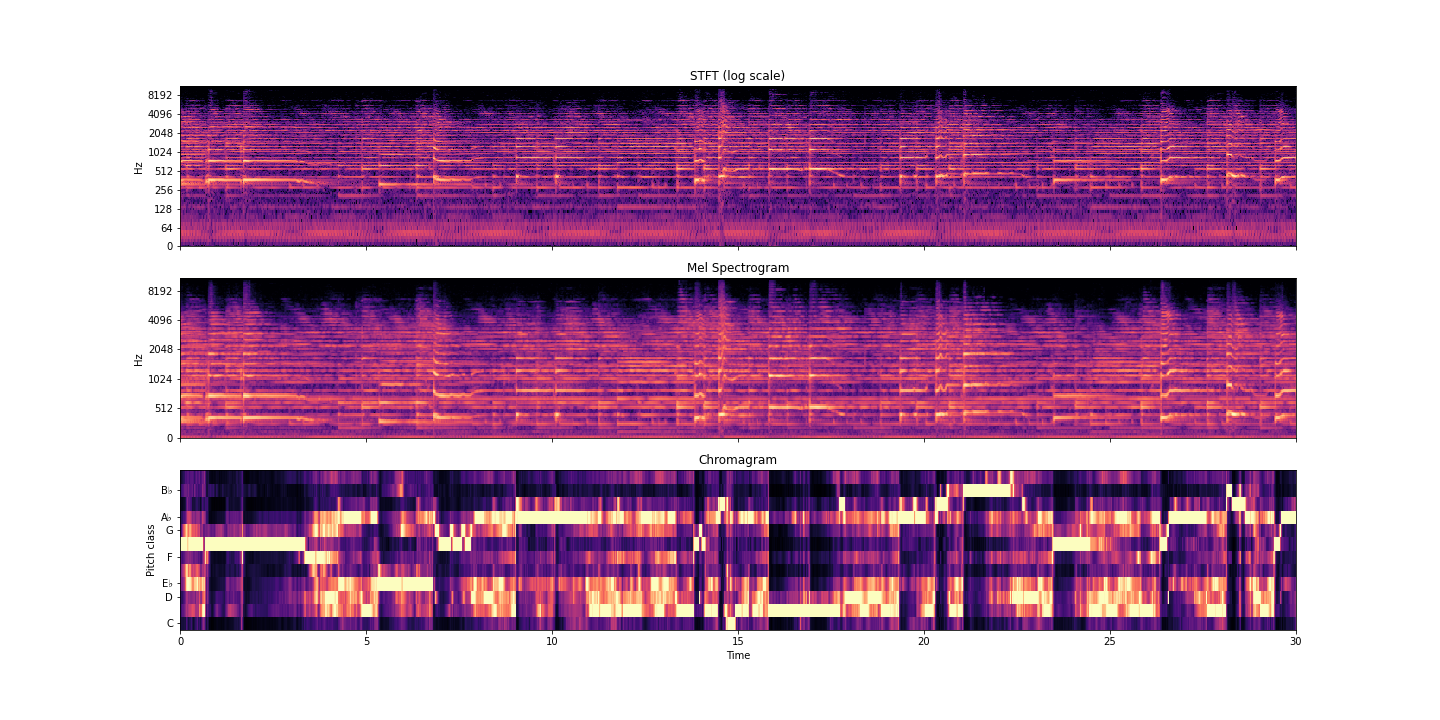 STFT (log scale)
8192
4096
2048
1024
512
256
128
64
0
Hz
Mel Spectrogram
8192
4096
2048
1024
512
0
Hz
Chromagram
B♭
A♭
G
F
E♭
D
C
Pitch class
0 5 10 15 20 25 30
Time